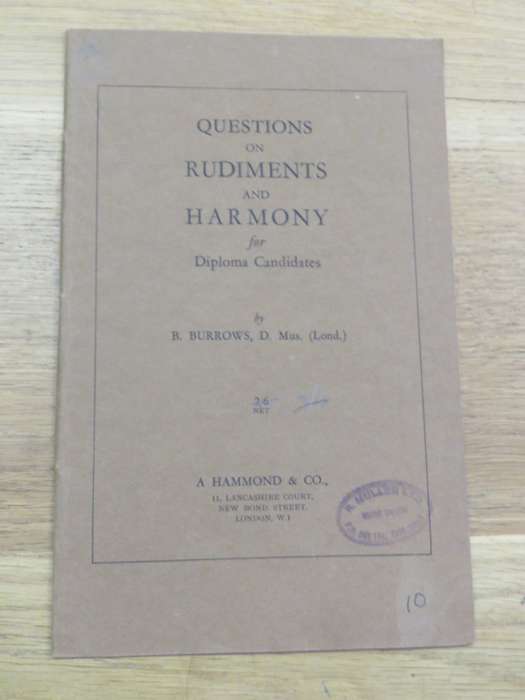 QUESTIONS
ON
RUDIMENTS
AND
HARMONY
for
Diploma Candidates
by
B. BURROWS, D. Mus. (Lond.)
2/6
NET
A HAMMOND & CO.,
11, LANCASHIRE COURT,
NEW BOND STREET,
LONDON, W.1
10